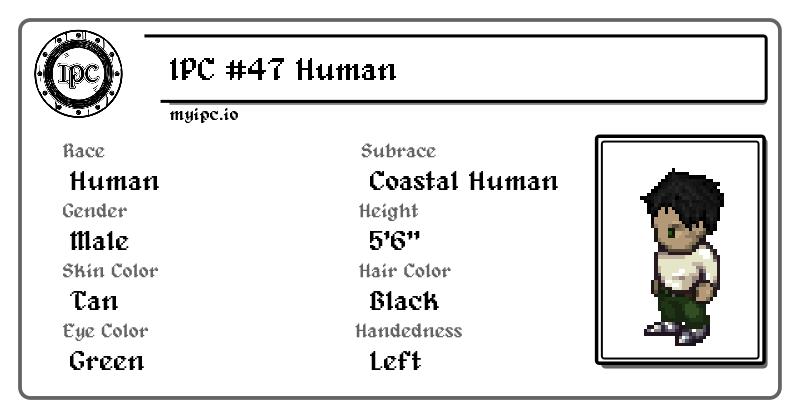 IPC
IPC #47 Human
myipc.io
Race
Human
Subrace
Coastal Human
Gender
Male
Height
5'6"
Skin Color
Tan
Hair Color
Black
Eye Color
Green
Handedness
Left